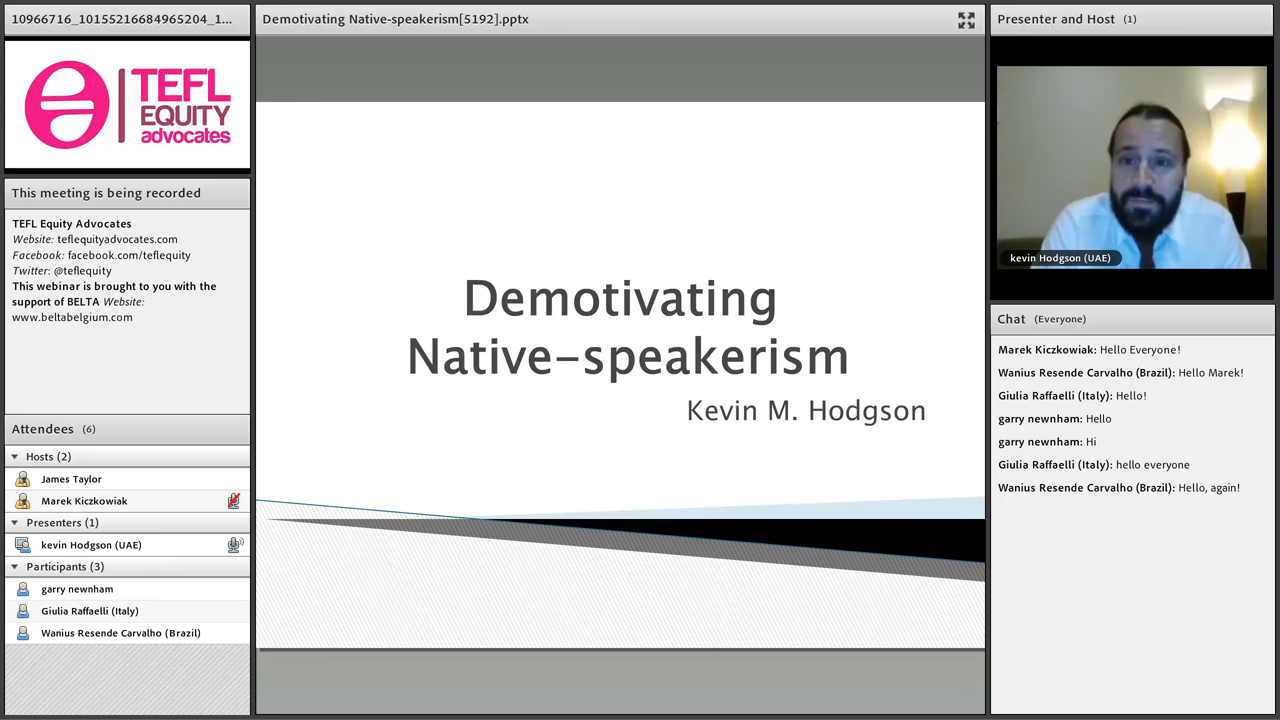 10966716_10155216684965204_1...
TEFL
EQUITY
advocates
This meeting is being recorded
TEFL Equity Advocates
Website: teflequityadvocates.com
Facebook: facebook.com/teflequity
Twitter: @teflequity
This webinar is brought to you with the
support of BELTA Website:
www.beltabelgium.com
Attendees (6)
Hosts (2)
James Taylor
Marek Kiczkowiak
Presenters (1)
kevin Hodgson (UAE)
Participants (3)
garry newnham
Giulia Raffaelli (Italy)
Wanius Resende Carvalho (Brazil)
Demotivating Native-speakerism[5192].pptx
Demotivating
Native-speakerism
Kevin M. Hodgson
Presenter and Host (1)
kevin Hodgson (UAE)
Chat (Everyone)
Marek Kiczkowiak: Hello Everyone!
Wanius Resende Carvalho (Brazil): Hello Marek!
Giulia Raffaelli (Italy): Hello!
garry newnham: Hello
garry newnham: Hi
Giulia Raffaelli (Italy): hello everyone
Wanius Resende Carvalho (Brazil): Hello, again!